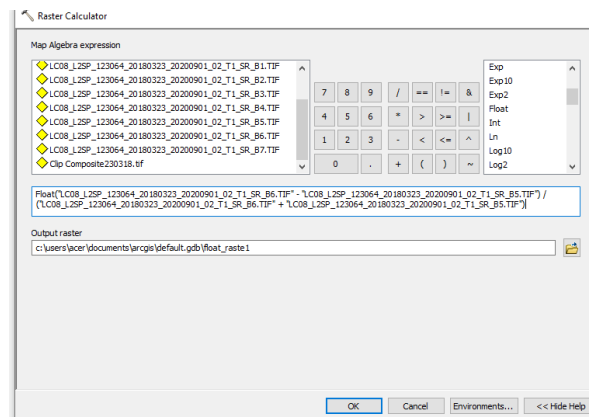 Raster Calculator
Map Algebra expression
LC08_L2SP_123064_20180323_20200901_02_T1_SR_B1.TIF
LC08_L2SP_123064_20180323_20200901_02_T1_SR_B2.TIF
LC08_L2SP_123064_20180323_20200901_02_T1_SR_B3.TIF
LC08_L2SP_123064_20180323_20200901_02_T1_SR_B4.TIF
LC08_L2SP_123064_20180323_20200901_02_T1_SR_B5.TIF
LC08_L2SP_123064_20180323_20200901_02_T1_SR_B6.TIF
LC08_L2SP_123064_20180323_20200901_02_T1_SR_B7.TIF
Clip Composite230318.tif
7 8 9 / == != &
4 5 6 * > >= |
1 2 3 - < <= ^
0 . + ( ) ~
Exp
Exp10
Exp2
Float
Int
Ln
Log10
Log2
Float("LC08_L2SP_123064_20180323_20200901_02_T1_SR_B6.TIF" - "LC08_L2SP_123064_20180323_20200901_02_T1_SR_B5.TIF") /
("LC08_L2SP_123064_20180323_20200901_02_T1_SR_B6.TIF" + "LC08_L2SP_123064_20180323_20200901_02_T1_SR_B5.TIF")
Output raster
c:\users\acer\documents\arcgis\default.gdb\float_raste1
OK Cancel Environments... << Hide Help